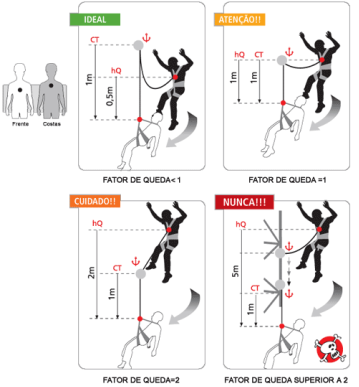 IDEAL
CT
hQ
1m
0,5m
FATOR DE QUEDA< 1
ATENÇÃO!!
hQ
CT
1m
1m
FATOR DE QUEDA =1
Frente
Costas
CUIDADO!!
hQ
CT
2m
1m
FATOR DE QUEDA=2
NUNCA!!!
hQ
CT
5m
1m
FATOR DE QUEDA SUPERIOR A 2